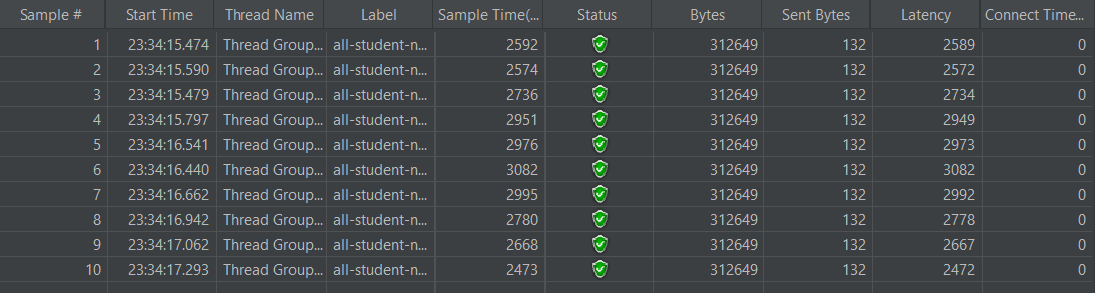 Sample # Start Time Thread Name Label Sample Time(... Status Bytes Sent Bytes Latency Connect Time...
1 23:34:15.474 Thread Group... all-student-n... 2592 312649 132 2589 0
2 23:34:15.590 Thread Group... all-student-n... 2574 312649 132 2572 0
3 23:34:15.479 Thread Group... all-student-n... 2736 312649 132 2734 0
4 23:34:15.797 Thread Group... all-student-n... 2951 312649 132 2949 0
5 23:34:16.541 Thread Group... all-student-n... 2976 312649 132 2973 0
6 23:34:16.440 Thread Group... all-student-n... 3082 312649 132 3082 0
7 23:34:16.662 Thread Group... all-student-n... 2995 312649 132 2992 0
8 23:34:16.942 Thread Group... all-student-n... 2780 312649 132 2778 0
9 23:34:17.062 Thread Group... all-student-n... 2668 312649 132 2667 0
10 23:34:17.293 Thread Group... all-student-n... 2473 312649 132 2472 0